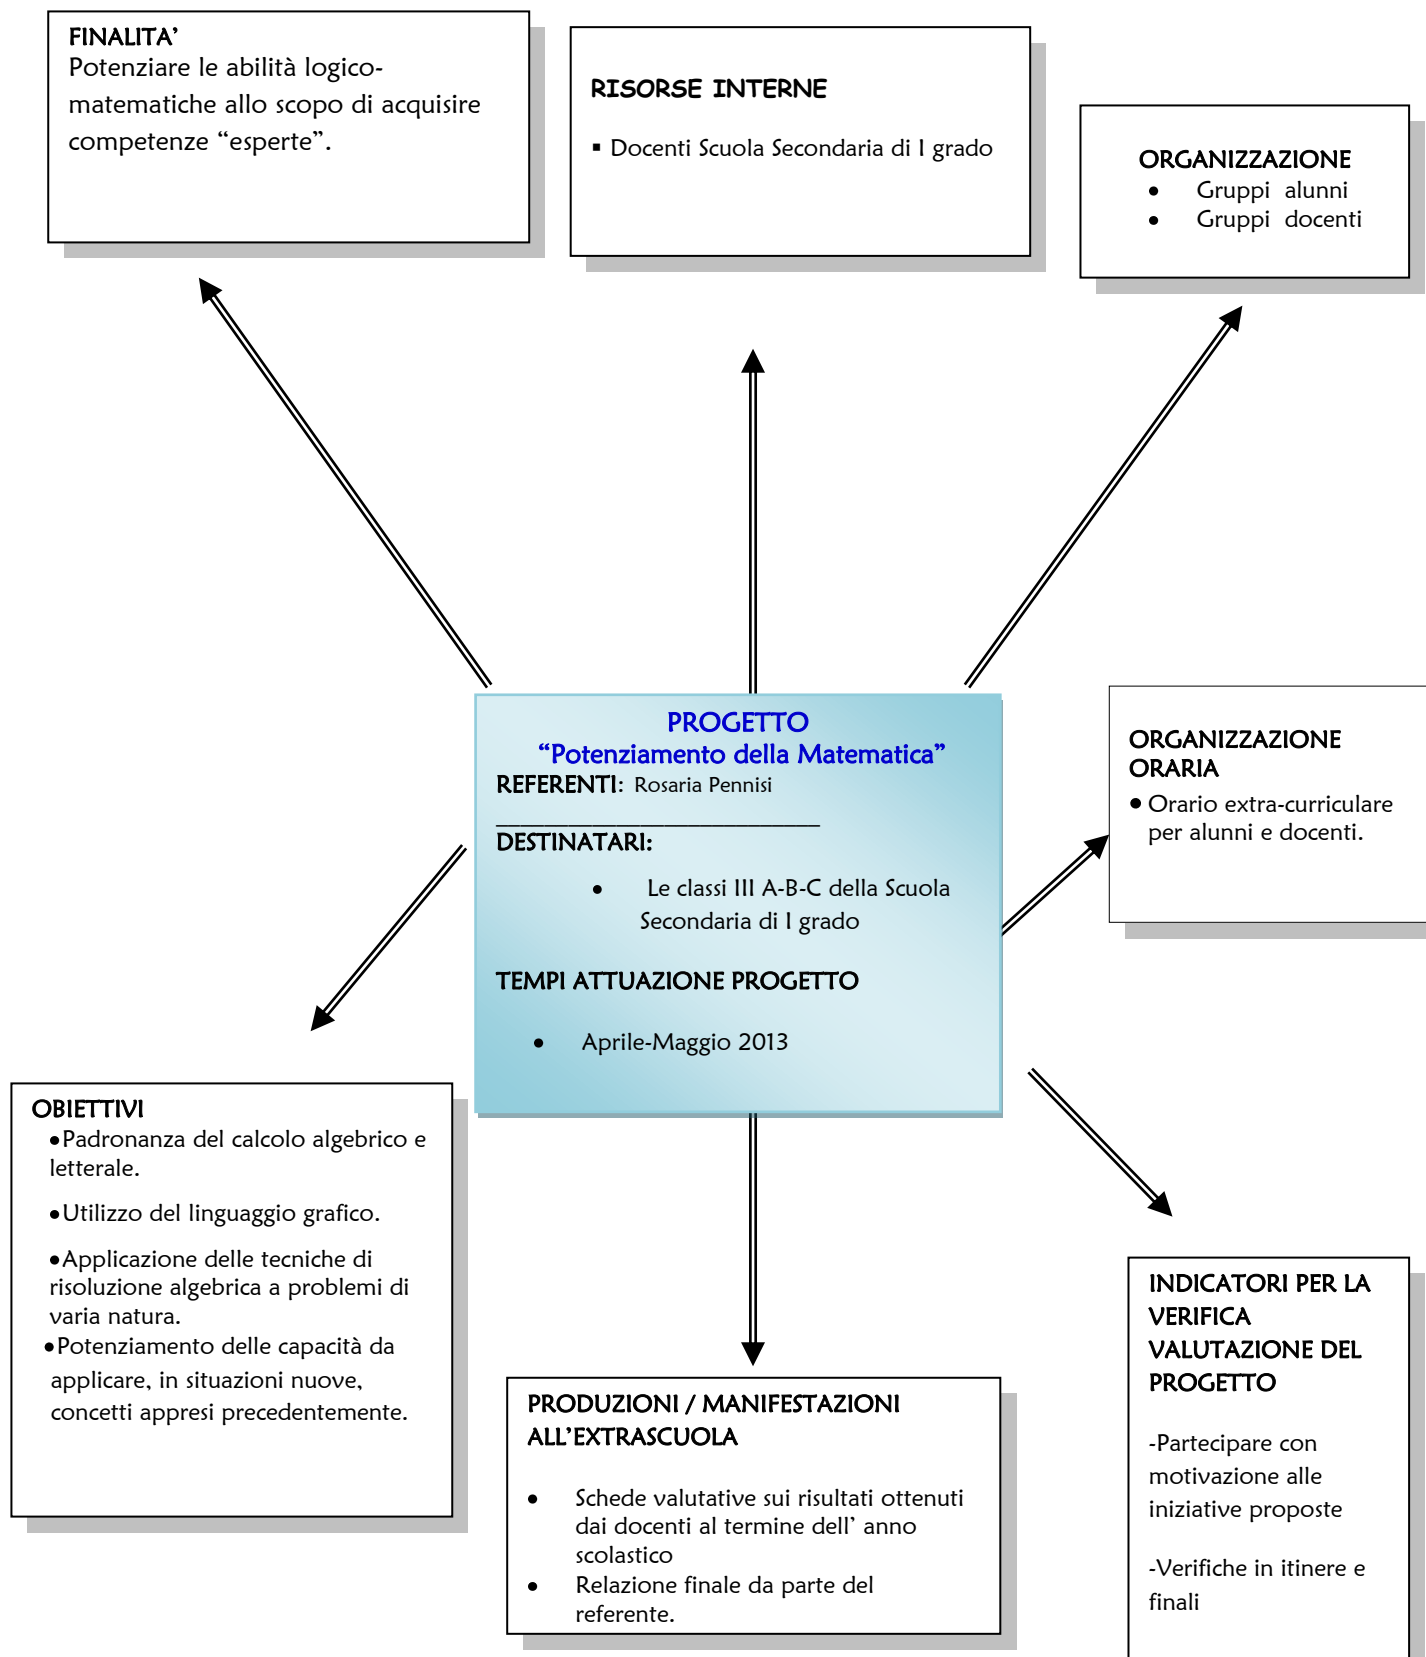 FINALITA’
Potenziare le abilità logico-
matematiche allo scopo di acquisire
competenze “esperte”.
RISORSE INTERNE
▪ Docenti Scuola Secondaria di I grado
ORGANIZZAZIONE
• Gruppi alunni
• Gruppi docenti
PROGETTO
“Potenziamento della Matematica”
REFERENTI: Rosaria Pennisi
___________________________
DESTINATARI:
• Le classi III A-B-C della Scuola
Secondaria di I grado
TEMPI ATTUAZIONE PROGETTO
• Aprile-Maggio 2013
ORGANIZZAZIONE
ORARIA
• Orario extra-curriculare
per alunni e docenti.
OBIETTIVI
•Padronanza del calcolo algebrico e
letterale.
•Utilizzo del linguaggio grafico.
•Applicazione delle tecniche di
risoluzione algebrica a problemi di
varia natura.
•Potenziamento delle capacità da
applicare, in situazioni nuove,
concetti appresi precedentemente.
PRODUZIONI / MANIFESTAZIONI
ALL’EXTRASCUOLA
• Schede valutative sui risultati ottenuti
dai docenti al termine dell’ anno
scolastico
• Relazione finale da parte del
referente.
INDICATORI PER LA
VERIFICA
VALUTAZIONE DEL
PROGETTO
-Partecipare con
motivazione alle
iniziative proposte
-Verifiche in itinere e
finali